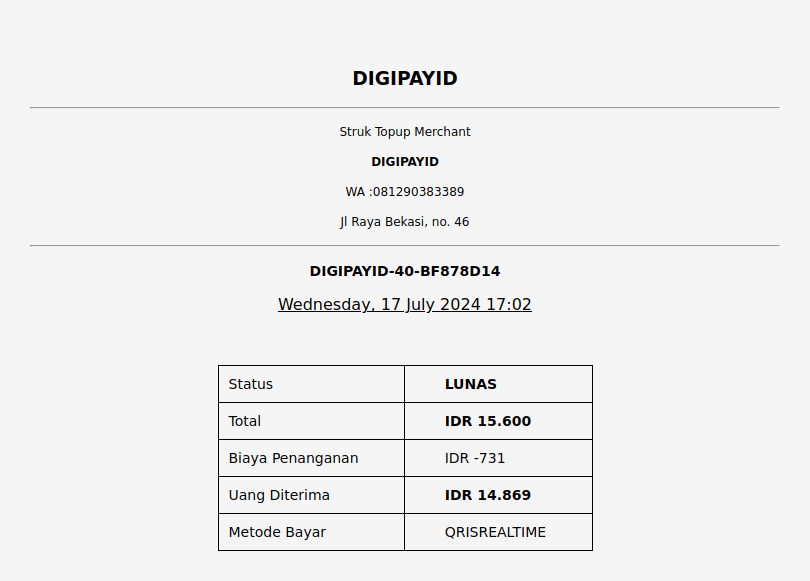 DIGIPAYID
Struk Topup Merchant
DIGIPAYID
WA :081290383389
Jl Raya Bekasi, no. 46
DIGIPAYID-40-BF878D14
Wednesday, 17 July 2024 17:02
Status LUNAS
Total IDR 15.600
Biaya Penanganan IDR -731
Uang Diterima IDR 14.869
Metode Bayar QRISREALTIME